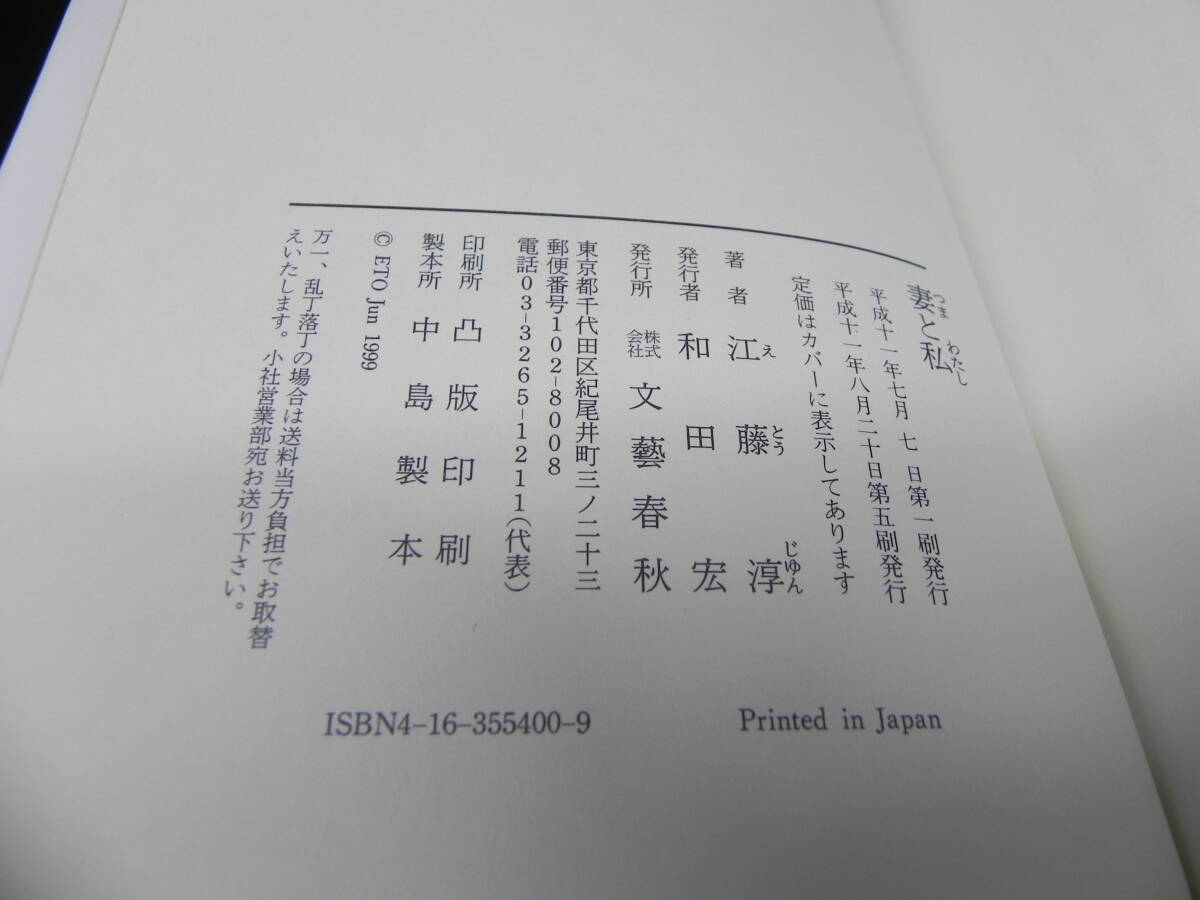 妻と私
平成十一年七月 七 日第一刷発行
平成十一年八月二十日第五刷発行
定価はカバーに表示してあります
著者 江藤淳
発行者 和田宏
発行所 株式会社 文藝春秋
東京都千代田区紀尾井町三ノ二十三
郵便番号102-8008
電話03-3265-1211(代表)
印刷所 凸版印刷
製本所 中島製本
© ETO Jun 1999
万一、乱丁落丁の場合は送料当方負担でお取替
えいたします。小社営業部宛お送り下さい。
ISBN4-16-355400-9
Printed in Japan